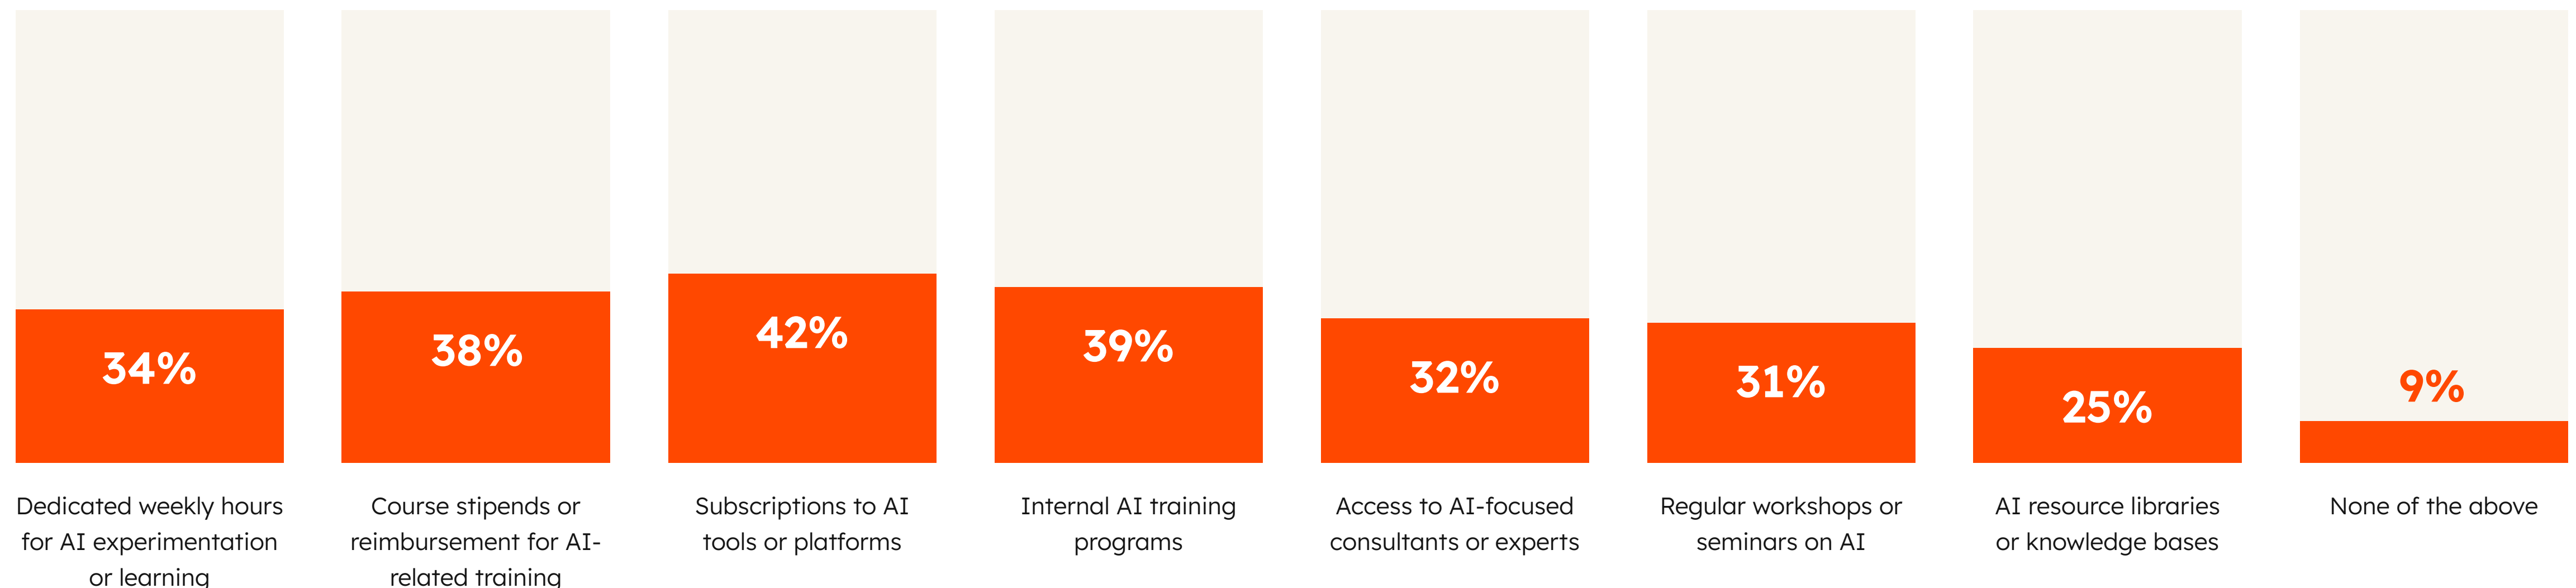 34%
38%
42%
39%
32%
31%
25%
9%
Dedicated weekly hours
for AI experimentation
or learning
Course stipends or
reimbursement for AI-
related training
Subscriptions to AI
tools or platforms
Internal AI training
programs
Access to AI-focused
consultants or experts
Regular workshops or
seminars on AI
AI resource libraries
or knowledge bases
None of the above